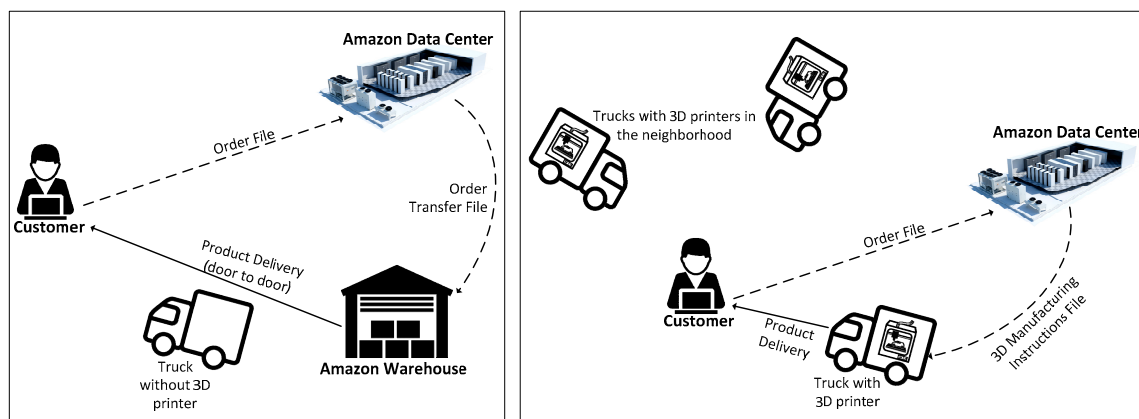 Amazon Data Center
Order File
Order
Transfer File
Customer
Product Delivery
(door to door)
Truck
without 3D
printer
Amazon Warehouse
Trucks with 3D printers in
the neighborhood
Amazon Data Center
Order File
Customer
Product
Delivery
3D Manufacturing
Instructions File
Truck with
3D printer